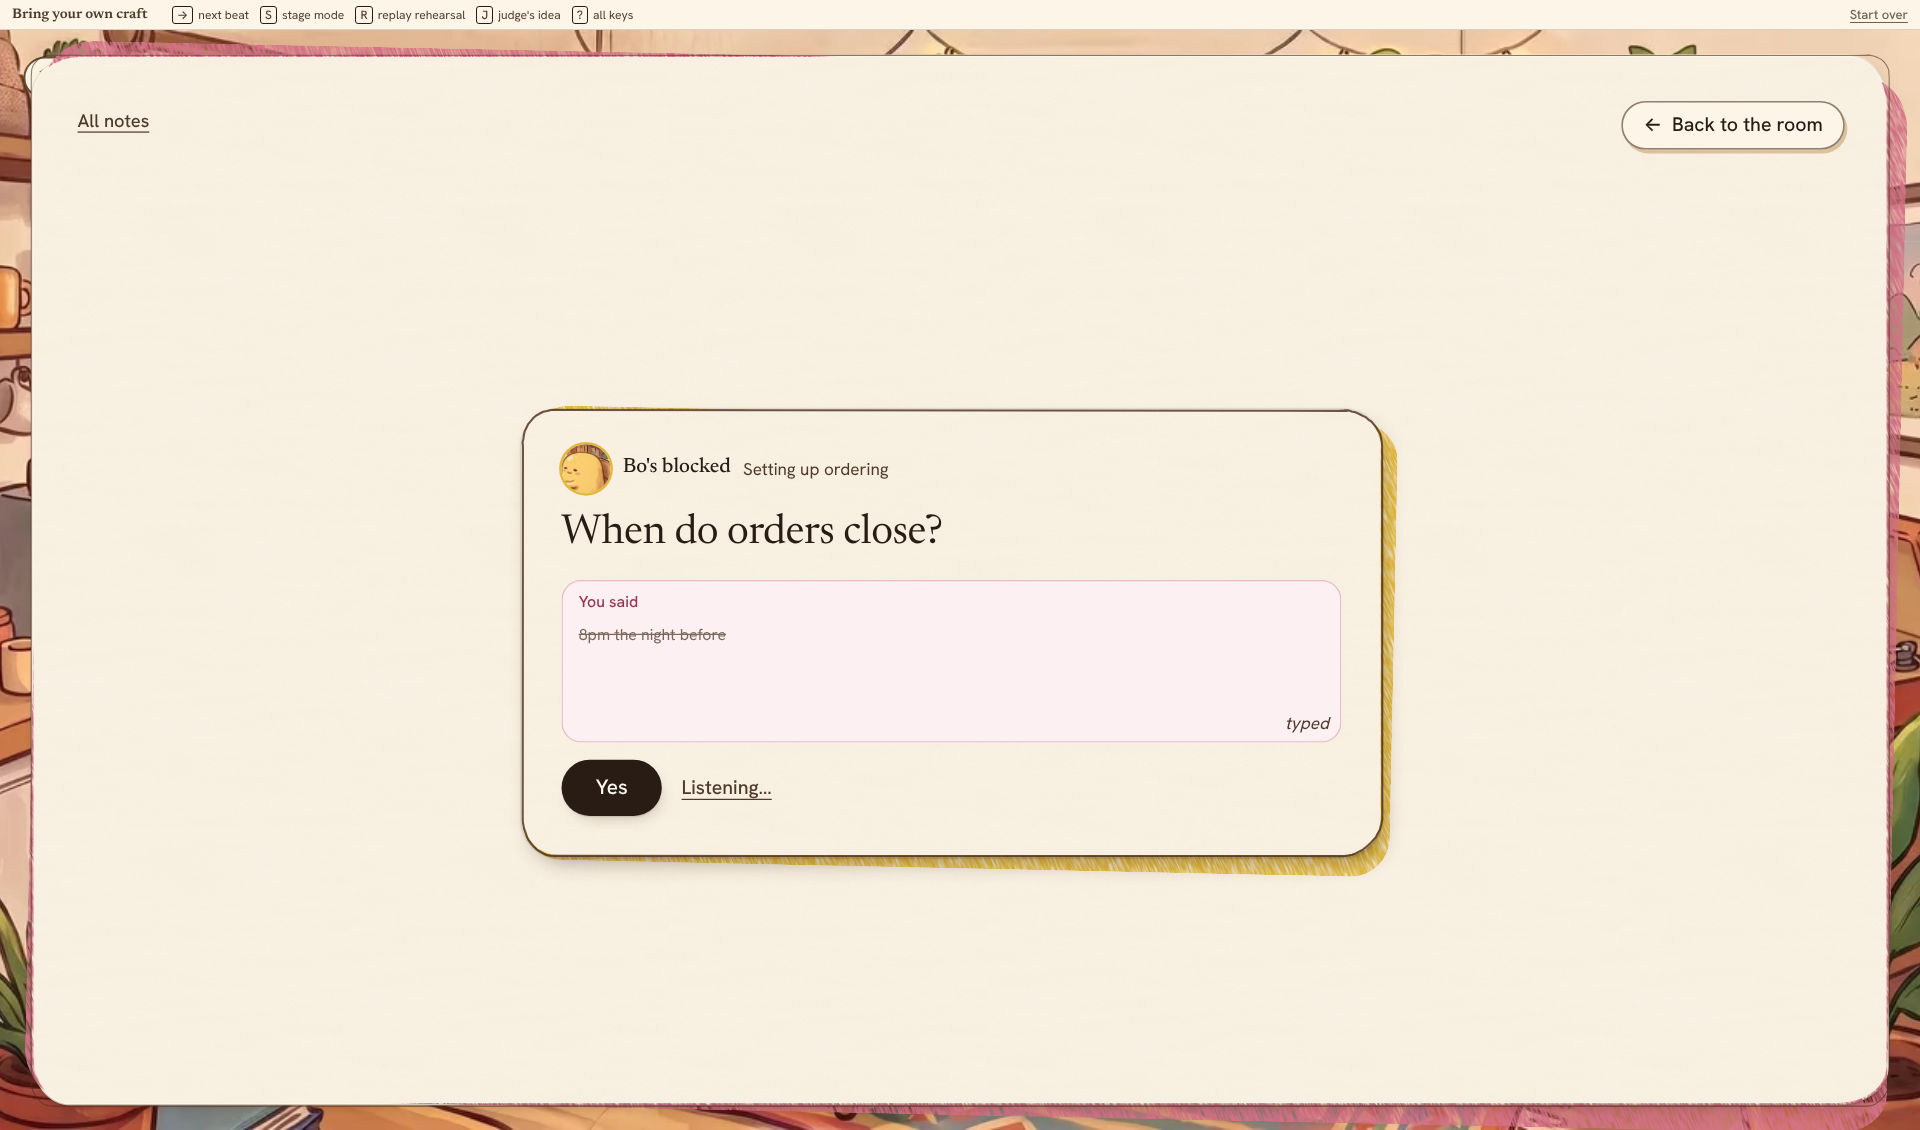 Bring your own craft → next beat S stage mode R replay rehearsal J judge's idea ? all keys Start over
All notes
← Back to the room
Bo's blocked Setting up ordering
When do orders close?
You said
8pm the night before
typed
Yes Listening...